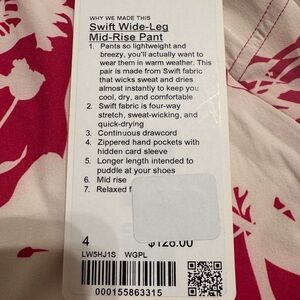 WHY WE MADE THIS
Swift Wide-Leg
Mid-Rise Pant
1. Pants so lightweight and
breezy, you'll actually want to
wear them in warm weather. This
pair is made from Swift fabric
that wicks sweat and dries
almost instantly to keep you
cool, dry, and comfortable
2. Swift fabric is four-way
stretch, sweat-wicking, and
quick-drying
3. Continuous drawcord
4. Zippered hand pockets with
hidden card sleeve
5. Longer length intended to
puddle at your shoes
6. Mid rise
7. Relaxed f
4 $128.00
LW5HJ1S WGPL
000155863315